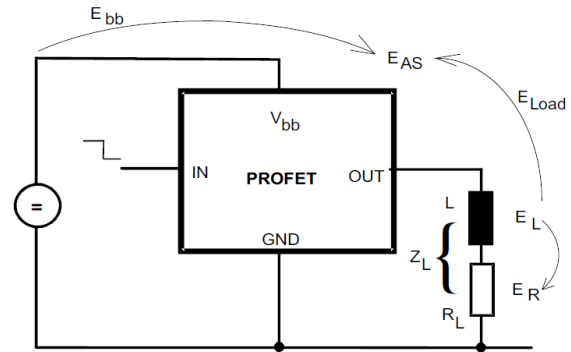 E bb
E AS
E Load
V bb
IN
PROFET
OUT
=
L
E L
GND
Z L
{
E R
R L